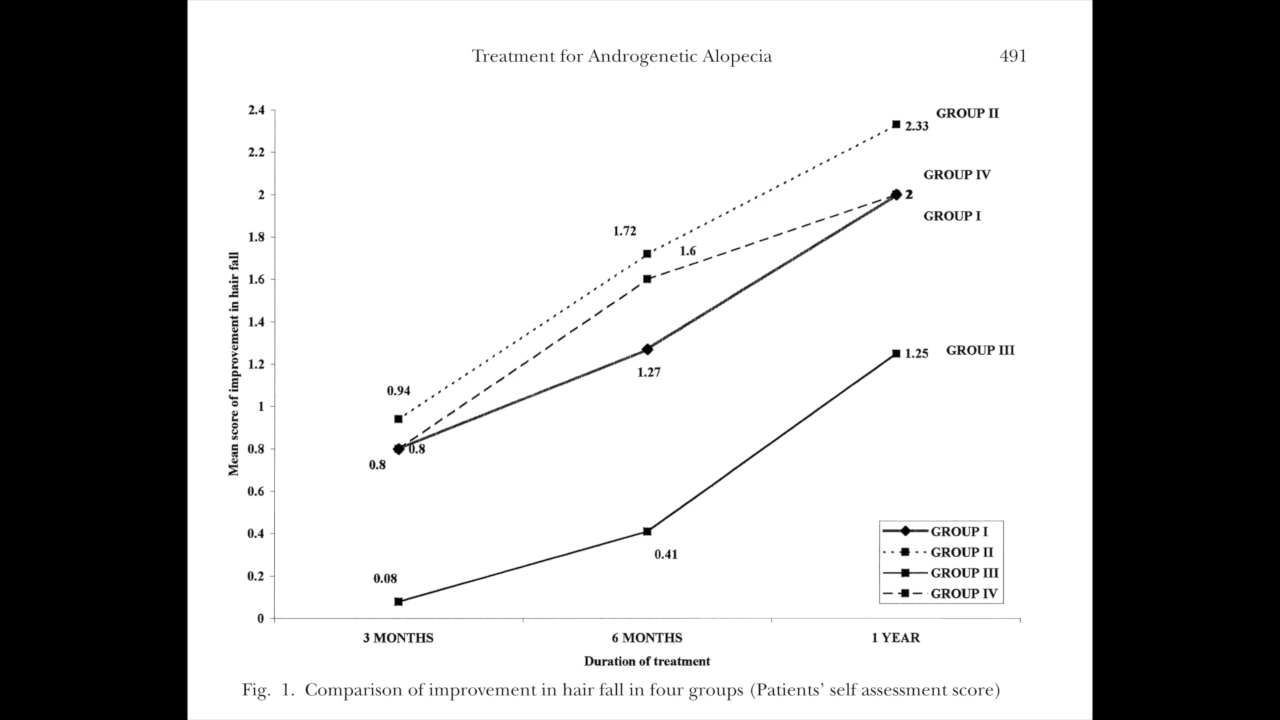 Treatment for Androgenetic Alopecia 491
2.4
2.2
2
1.8
1.6
1.4
1.2
1
0.8
0.6
0.4
0.2
0
Mean score of improvement in hair fall
GROUP II
2.33
GROUP IV
2
GROUP I
1.72
1.6
1.27
GROUP III
1.25
0.94
0.8
0.8
0.41
0.08
GROUP I
GROUP II
GROUP III
GROUP IV
3 MONTHS 6 MONTHS 1 YEAR
Duration of treatment
Fig. 1. Comparison of improvement in hair fall in four groups (Patients' self assessment score)